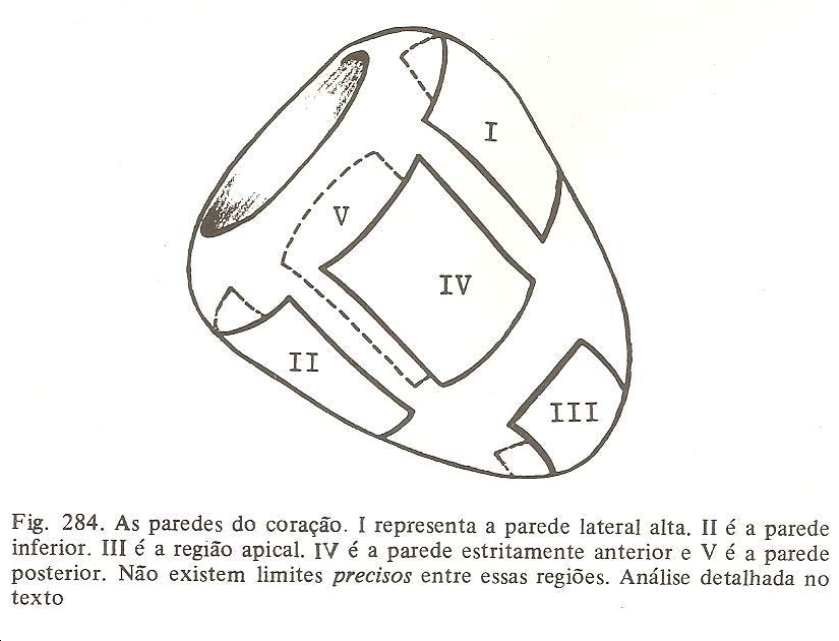 I
V
IV
II
III
Fig. 284. As paredes do coração. I representa a parede lateral alta. II é a parede
inferior. III é a região apical. IV é a parede estritamente anterior e V é a parede
posterior. Não existem limites precisos entre essas regiões. Análise detalhada no
texto